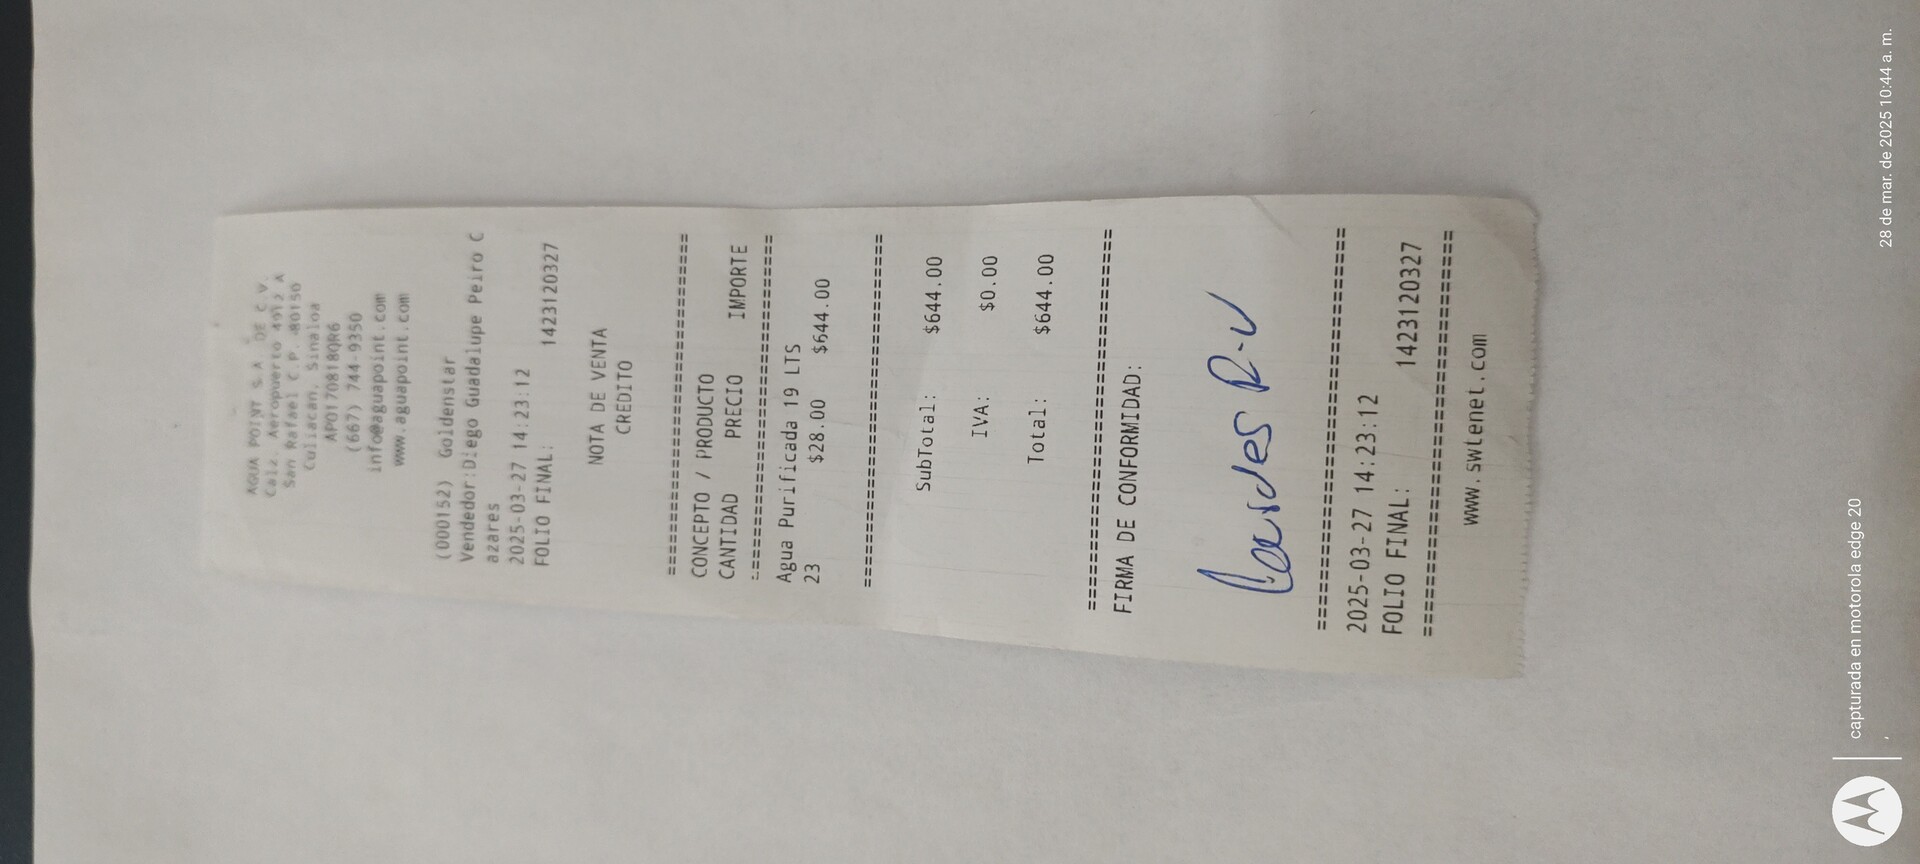 AGUA POINT S.A DE C.V.
Calz. Aeropuerto 4912 A
San Rafael C.P. 80150
Culiacan, Sinaloa
APO170818QR6
(667) 744-9350
info@aguapoint.com
www.aguapoint.com
(000152) Goldenstar
Vendedor:Diego Guadalupe Peiro C
azares
2025-03-27 14:23:12
FOLIO FINAL: 1423120327
NOTA DE VENTA
CREDITO
================================
CONCEPTO / PRODUCTO
CANTIDAD PRECIO IMPORTE
================================
Agua Purificada 19 LTS
23 $28.00 $644.00
================================
SubTotal: $644.00
IVA: $0.00
Total: $644.00
================================
FIRMA DE CONFORMIDAD:
R-V
================================
2025-03-27 14:23:12
FOLIO FINAL: 1423120327
================================
www.swtenet.com
capturada en motorola edge 20
28 de mar. de 2025 10:44 a. m.